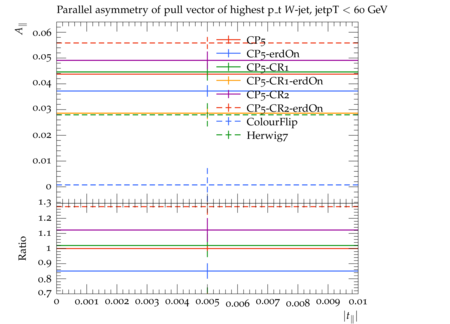 Parallel asymmetry of pull vector of highest p_t W-jet, jetpT < 60 GeV
A∥
0.06
0.05
0.04
0.03
0.02
0.01
0
CP5
CP5-erdOn
CP5-CR1
CP5-CR1-erdOn
CP5-CR2
CP5-CR2-erdOn
ColourFlip
Herwig7
Ratio
1.3
1.2
1.1
1
0.9
0.8
0.7
0 0.001 0.002 0.003 0.004 0.005 0.006 0.007 0.008 0.009 0.01
|t∥|